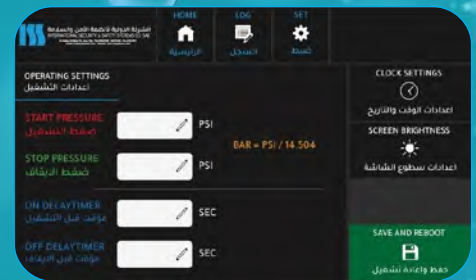 ISS
الشركة الدولية لأنظمة الأمن والسلامة
INTERNATIONAL SECURITY & SAFETY SYSTEMS CO. SAE
HOME
الرئيسية
LOG
السجل
SET
ضبط
OPERATING SETTINGS
اعدادات التشغيل
START PRESSURE
ضغط التشغيل
PSI
STOP PRESSURE
ضغط الايقاف
PSI
BAR = PSI / 14.504
ON DELAYTIMER
مؤقت قبل التشغيل
SEC
OFF DELAYTIMER
مؤقت قبل الايقاف
SEC
CLOCK SETTINGS
اعدادات الوقت والتاريخ
SCREEN BRIGHTNESS
اعدادات سطوع الشاشة
SAVE AND REBOOT
حفظ واعادة تشغيل